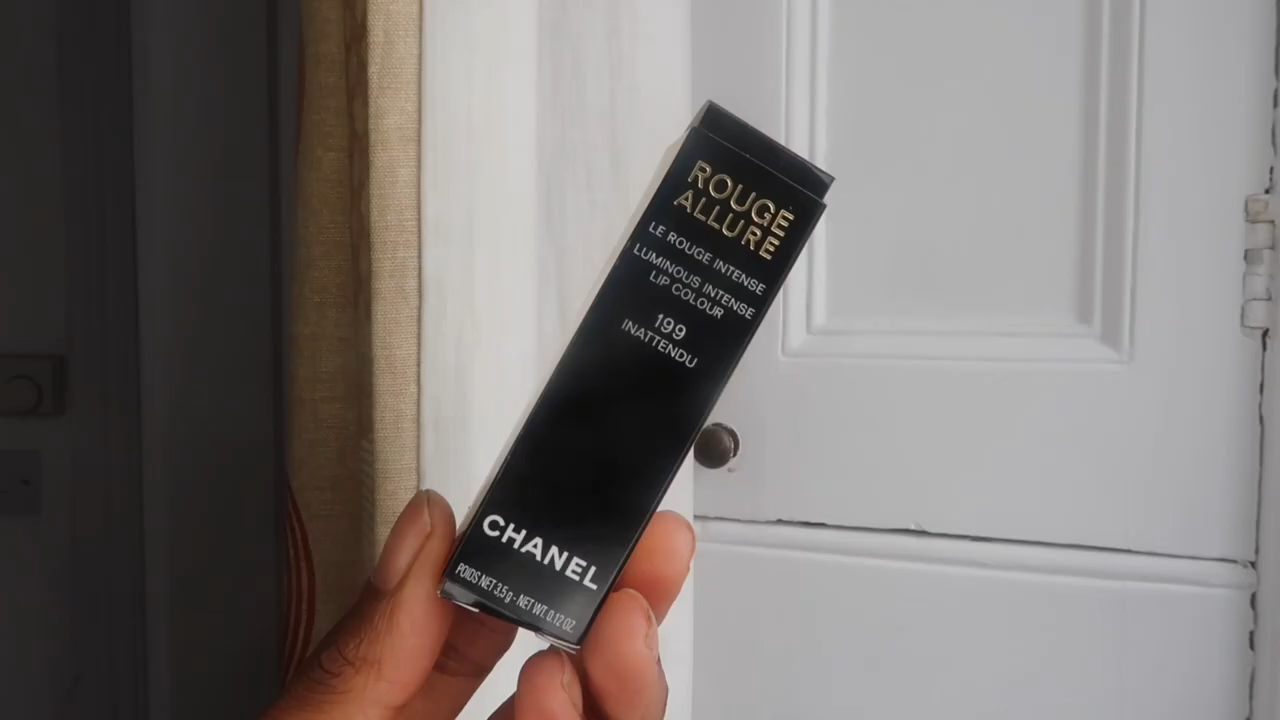 ROUGE
ALLURE
LE ROUGE INTENSE
LUMINOUS INTENSE
LIP COLOUR
199
INATTENDU
CHANEL
POIDS NET 3,5 g - NET WT. 0.12 OZ.